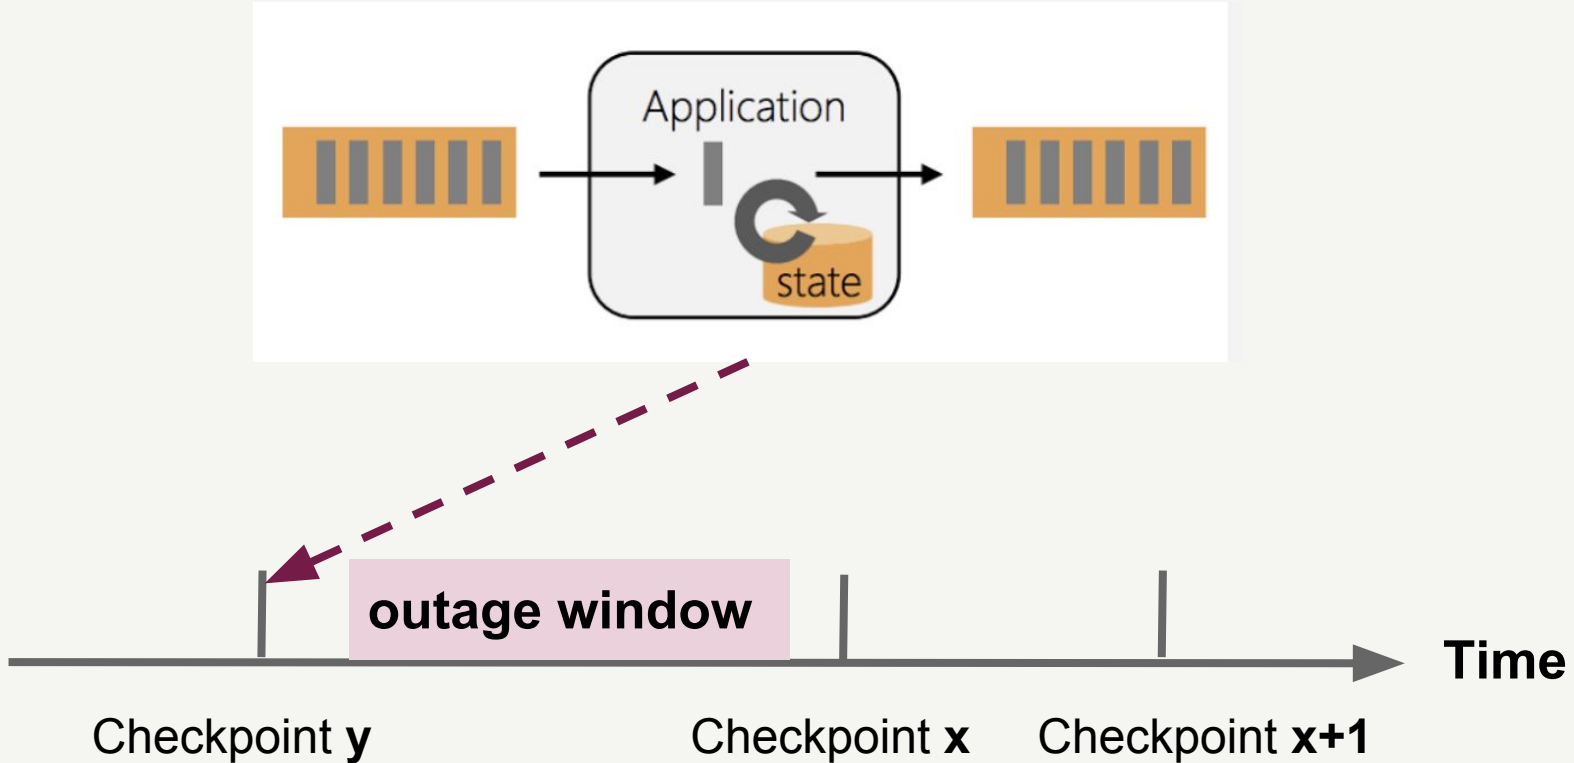 Application
state
outage window
Time
Checkpoint y
Checkpoint x
Checkpoint x+1